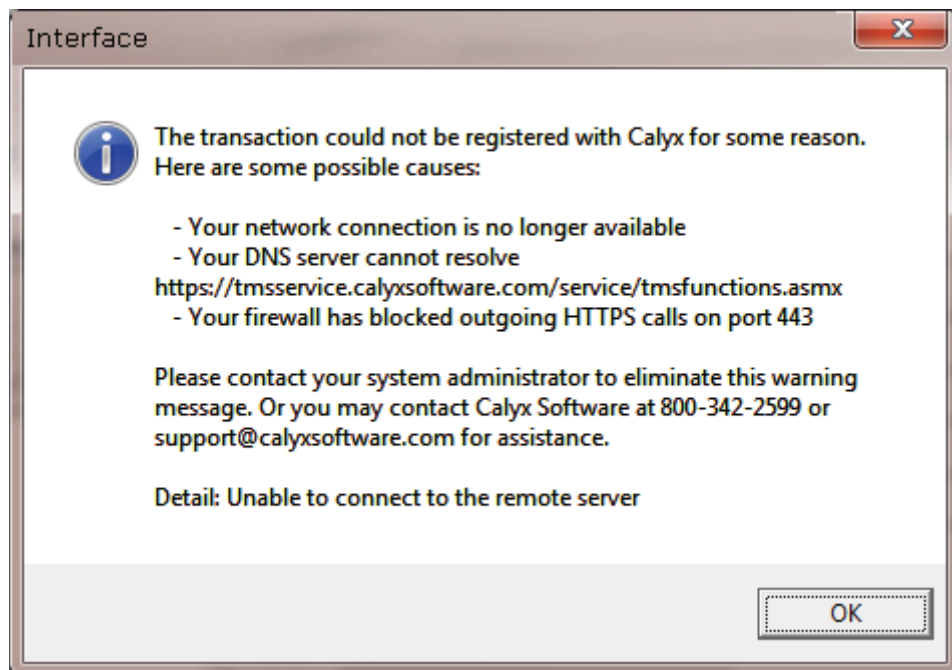 Interface
The transaction could not be registered with Calyx for some reason.
Here are some possible causes:
- Your network connection is no longer available
- Your DNS server cannot resolve
https://tmsservice.calyxsoftware.com/service/tmsfunctions.asmx
- Your firewall has blocked outgoing HTTPS calls on port 443
Please contact your system administrator to eliminate this warning
message. Or you may contact Calyx Software at 800-342-2599 or
support@calyxsoftware.com for assistance.
Detail: Unable to connect to the remote server
OK